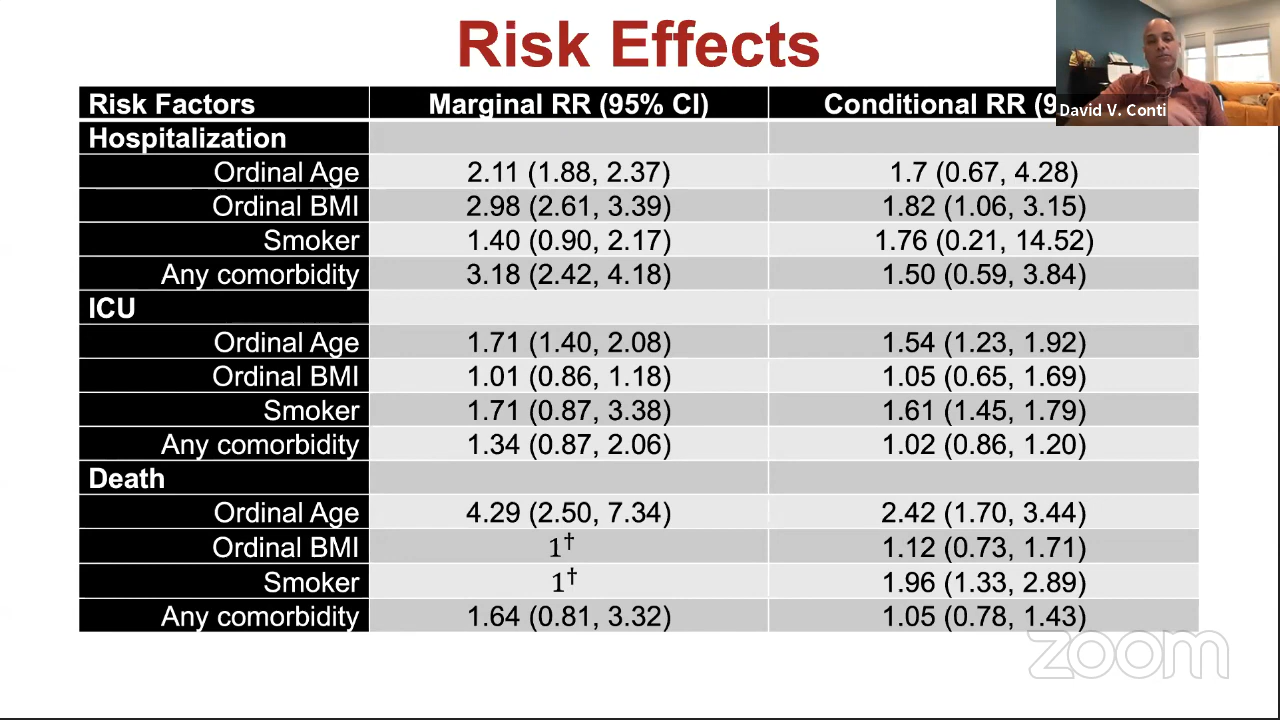 Risk Effects
Risk Factors Marginal RR (95% CI) Conditional RR (9
David V. Conti
Hospitalization
Ordinal Age 2.11 (1.88, 2.37) 1.7 (0.67, 4.28)
Ordinal BMI 2.98 (2.61, 3.39) 1.82 (1.06, 3.15)
Smoker 1.40 (0.90, 2.17) 1.76 (0.21, 14.52)
Any comorbidity 3.18 (2.42, 4.18) 1.50 (0.59, 3.84)
ICU
Ordinal Age 1.71 (1.40, 2.08) 1.54 (1.23, 1.92)
Ordinal BMI 1.01 (0.86, 1.18) 1.05 (0.65, 1.69)
Smoker 1.71 (0.87, 3.38) 1.61 (1.45, 1.79)
Any comorbidity 1.34 (0.87, 2.06) 1.02 (0.86, 1.20)
Death
Ordinal Age 4.29 (2.50, 7.34) 2.42 (1.70, 3.44)
Ordinal BMI 1† 1.12 (0.73, 1.71)
Smoker 1† 1.96 (1.33, 2.89)
Any comorbidity 1.64 (0.81, 3.32) 1.05 (0.78, 1.43)
zoom